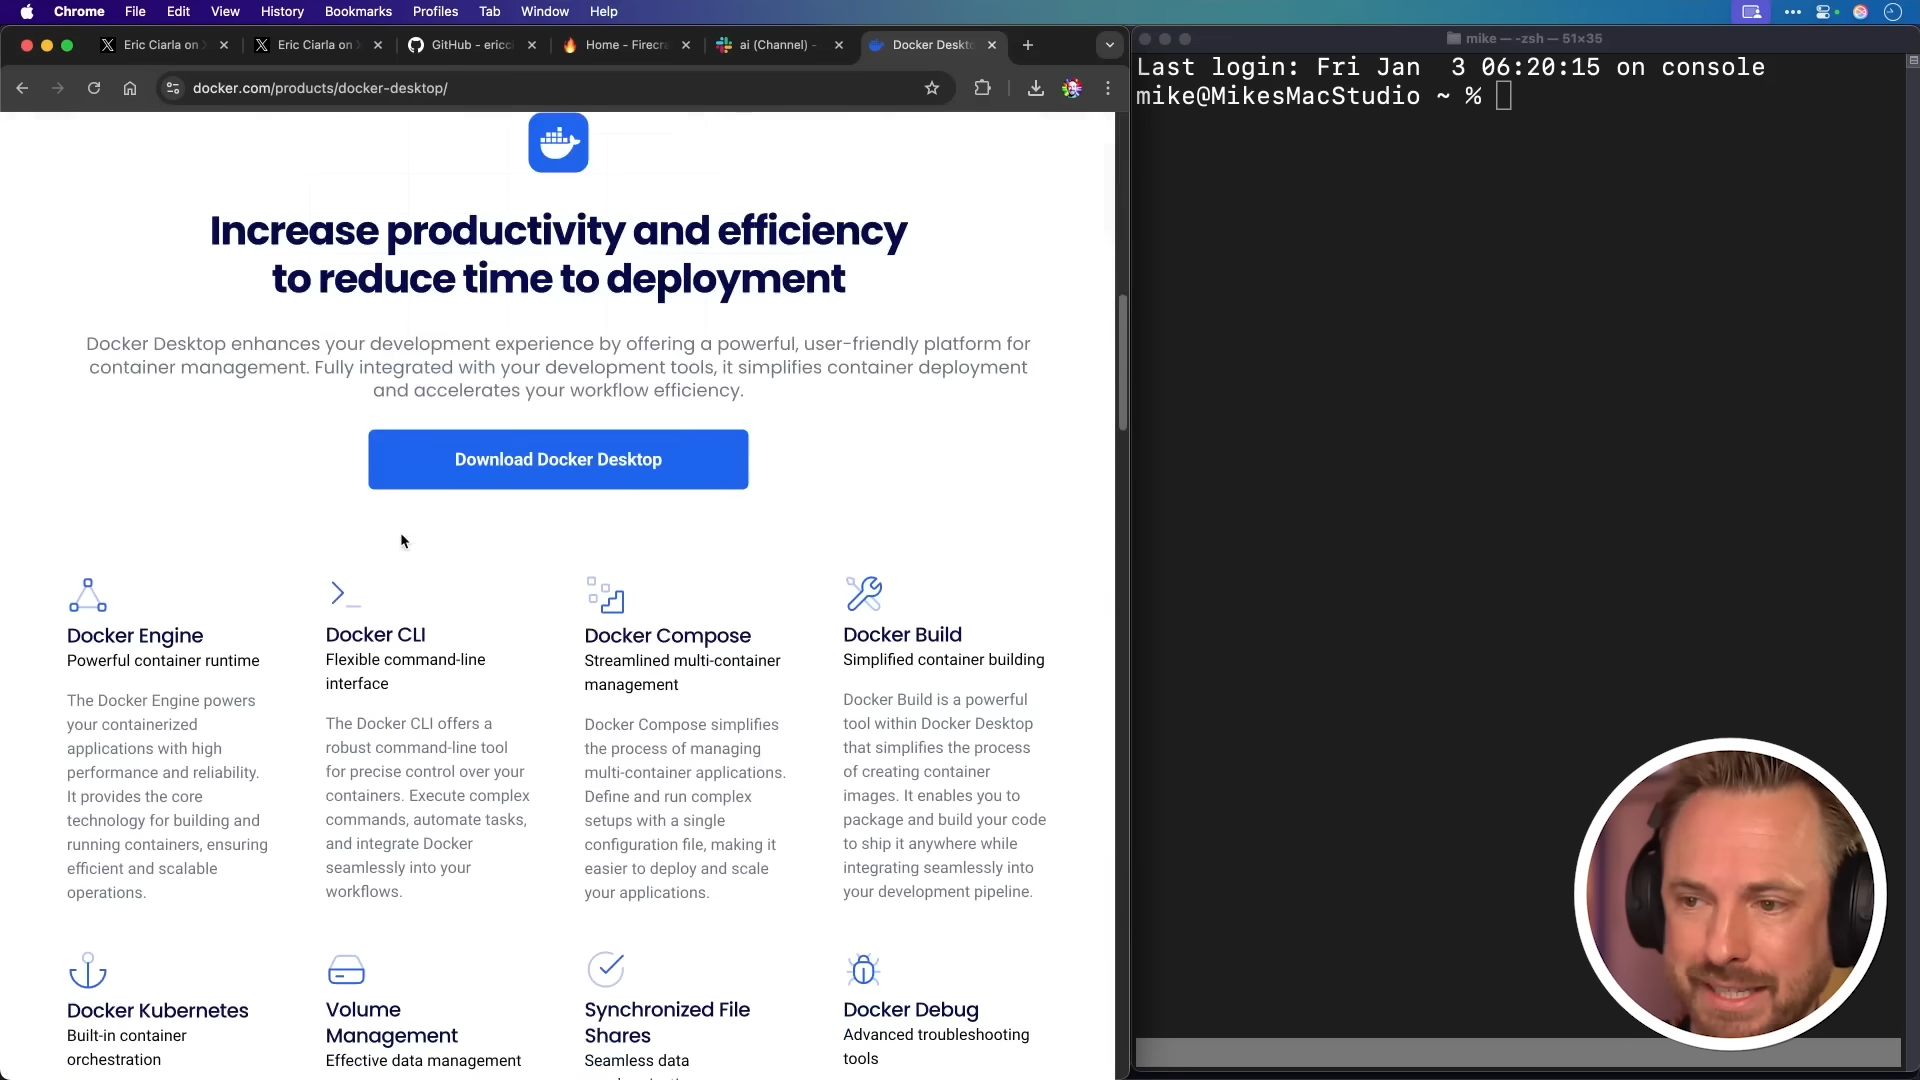 Chrome File Edit View History Bookmarks Profiles Tab Window Help
Eric Ciarla on
Eric Ciarla on
GitHub - ericc
Home - Firecr
ai (Channel) -
Docker Deskto
docker.com/products/docker-desktop/
Increase productivity and efficiency
to reduce time to deployment
Docker Desktop enhances your development experience by offering a powerful, user-friendly platform for
container management. Fully integrated with your development tools, it simplifies container deployment
and accelerates your workflow efficiency.
Download Docker Desktop
Docker Engine
Powerful container runtime
The Docker Engine powers
your containerized
applications with high
performance and reliability.
It provides the core
technology for building and
running containers, ensuring
efficient and scalable
operations.
Docker CLI
Flexible command-line
interface
The Docker CLI offers a
robust command-line tool
for precise control over your
containers. Execute complex
commands, automate tasks,
and integrate Docker
seamlessly into your
workflows.
Docker Compose
Streamlined multi-container
management
Docker Compose simplifies
the process of managing
multi-container applications.
Define and run complex
setups with a single
configuration file, making it
easier to deploy and scale
your applications.
Docker Build
Simplified container building
Docker Build is a powerful
tool within Docker Desktop
that simplifies the process
of creating container
images. It enables you to
package and build your code
to ship it anywhere while
integrating seamlessly into
your development pipeline.
Docker Kubernetes
Built-in container
orchestration
Volume
Management
Effective data management
Synchronized File
Shares
Seamless data
Docker Debug
Advanced troubleshooting
tools
mike — -zsh — 51×35
Last login: Fri Jan  3 06:20:15 on console
mike@MikesMacStudio ~ %